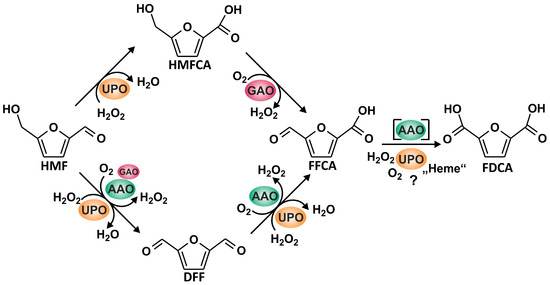 HO
O
OH
O
HMFCA
UPO
H₂O
H₂O₂
O₂
GAO
H₂O₂
HO
O
O
HMF
O
O
OH
O
FFCA
[AAO]
H₂O₂ UPO
O₂ ? „Heme“
OH
O
O
HO
O
FDCA
O₂ GAO
H₂O₂ AAO H₂O₂
UPO
H₂O
H₂O₂
AAO
O₂ UPO H₂O
H₂O₂
O
O
O
DFF